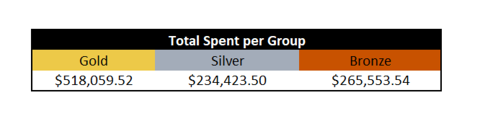 Total Spent per Group
Gold Silver Bronze
$518,059.52 $234,423.50 $265,553.54